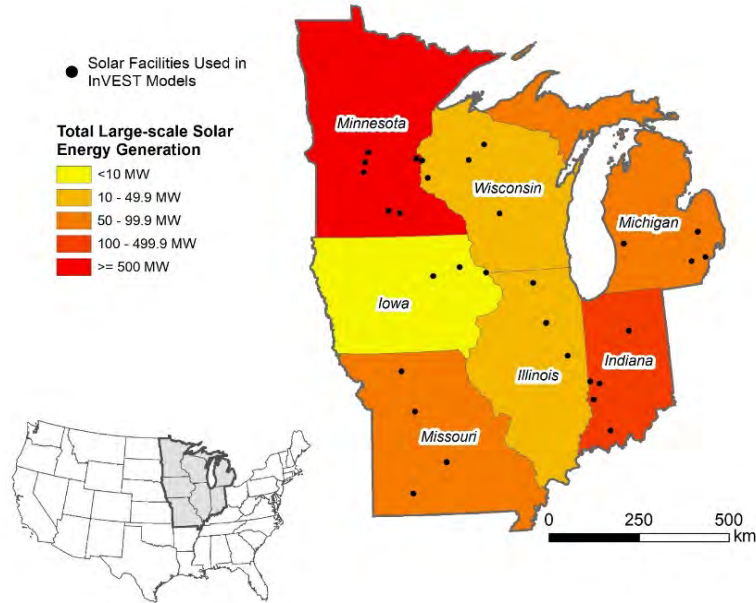 Solar Facilities Used in
InVEST Models
Total Large-scale Solar
Energy Generation
<10 MW
10 - 49.9 MW
50 - 99.9 MW
100 - 499.9 MW
>= 500 MW
Minnesota
Wisconsin
Michigan
Iowa
Illinois
Indiana
Missouri
0 250 500
km